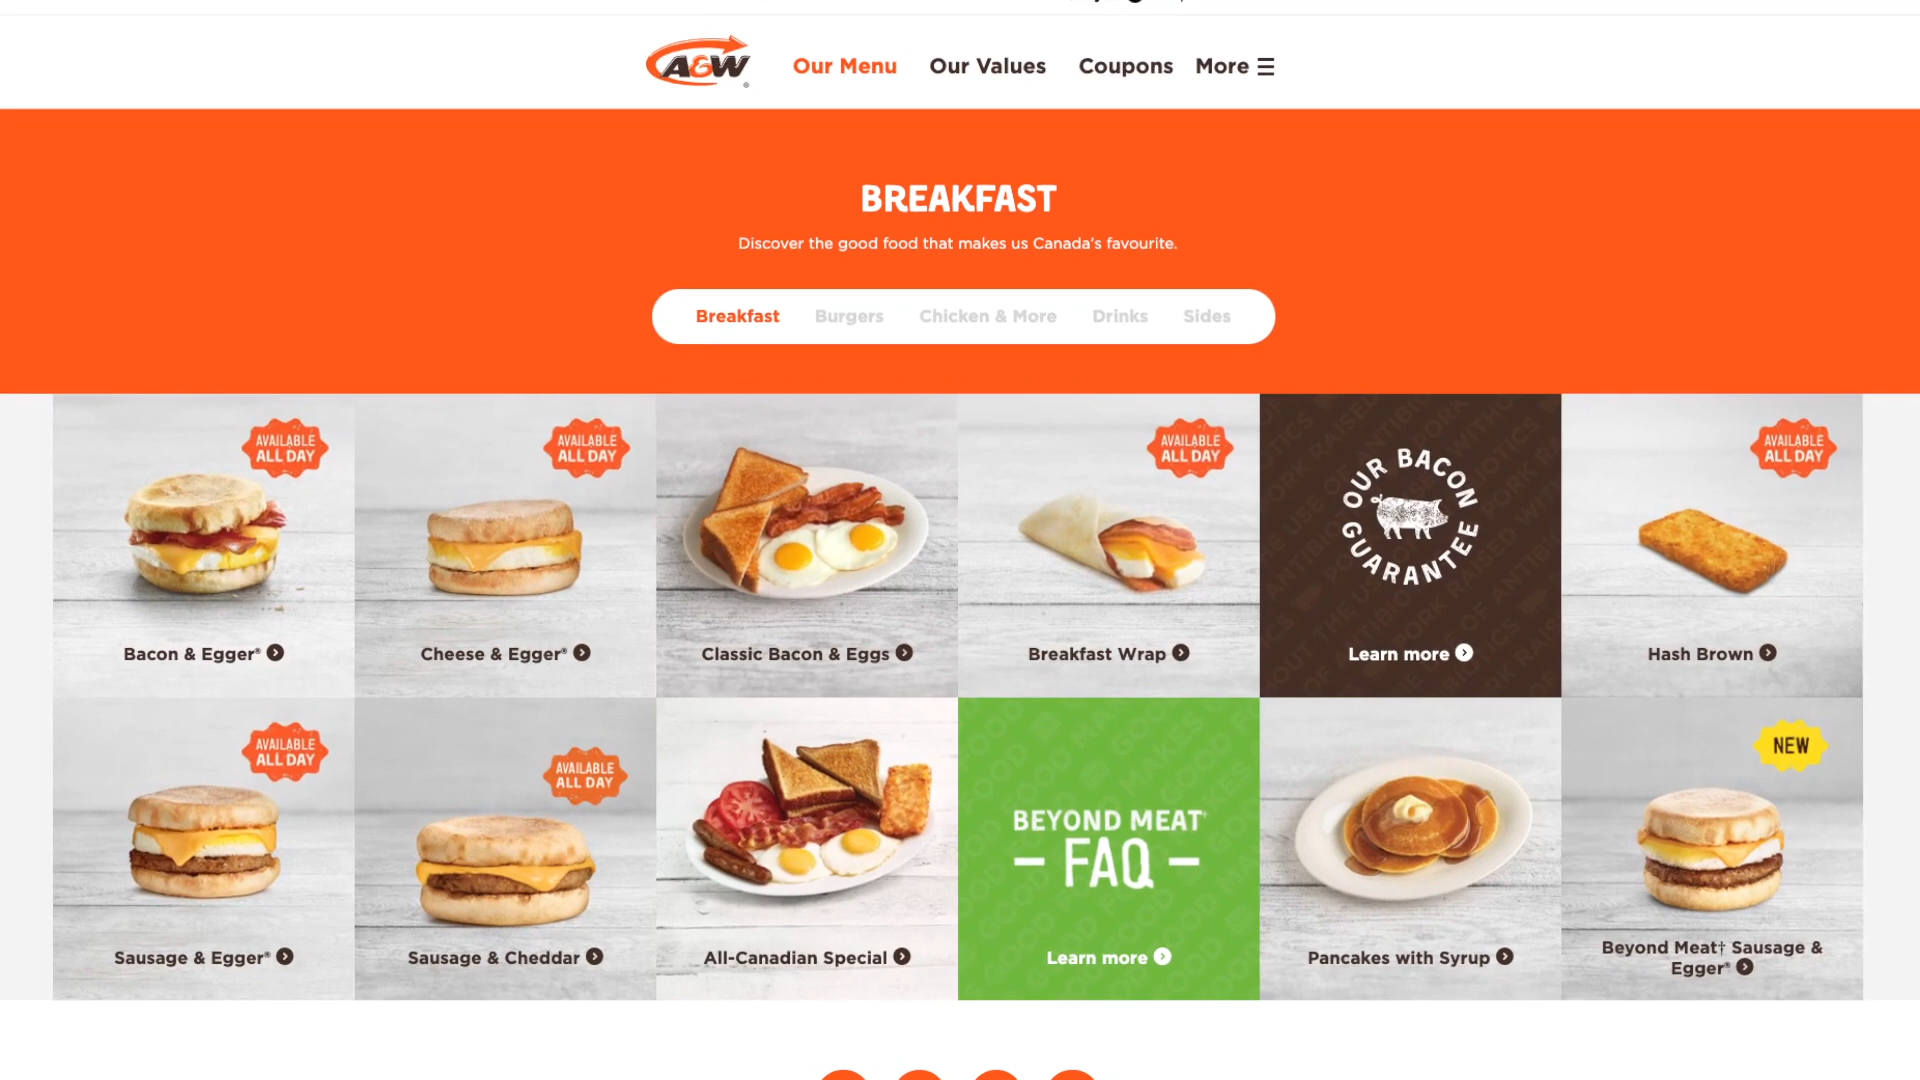 A&W
®
Our Menu
Our Values
Coupons
More
BREAKFAST
Discover the good food that makes us Canada's favourite.
Breakfast
Burgers
Chicken & More
Drinks
Sides
AVAILABLE
ALL DAY
Bacon & Egger®
AVAILABLE
ALL DAY
Cheese & Egger®
Classic Bacon & Eggs
AVAILABLE
ALL DAY
Breakfast Wrap
OUR BACON
GUARANTEE
Learn more
AVAILABLE
ALL DAY
Hash Brown
AVAILABLE
ALL DAY
Sausage & Egger®
AVAILABLE
ALL DAY
Sausage & Cheddar
All-Canadian Special
BEYOND MEAT
– FAQ –
Learn more
Pancakes with Syrup
NEW
Beyond Meat† Sausage &
Egger®